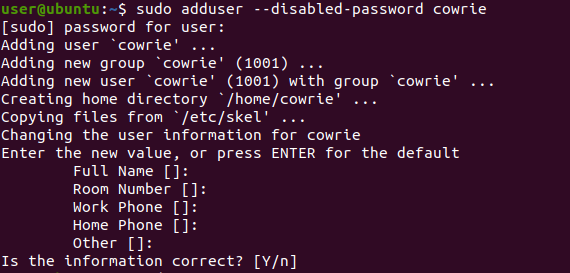 user@ubuntu:~$ sudo adduser --disabled-password cowrie
[sudo] password for user:
Adding user `cowrie' ...
Adding new group `cowrie' (1001) ...
Adding new user `cowrie' (1001) with group `cowrie' ...
Creating home directory `/home/cowrie' ...
Copying files from `/etc/skel' ...
Changing the user information for cowrie
Enter the new value, or press ENTER for the default
        Full Name []:
        Room Number []:
        Work Phone []:
        Home Phone []:
        Other []:
Is the information correct? [Y/n]